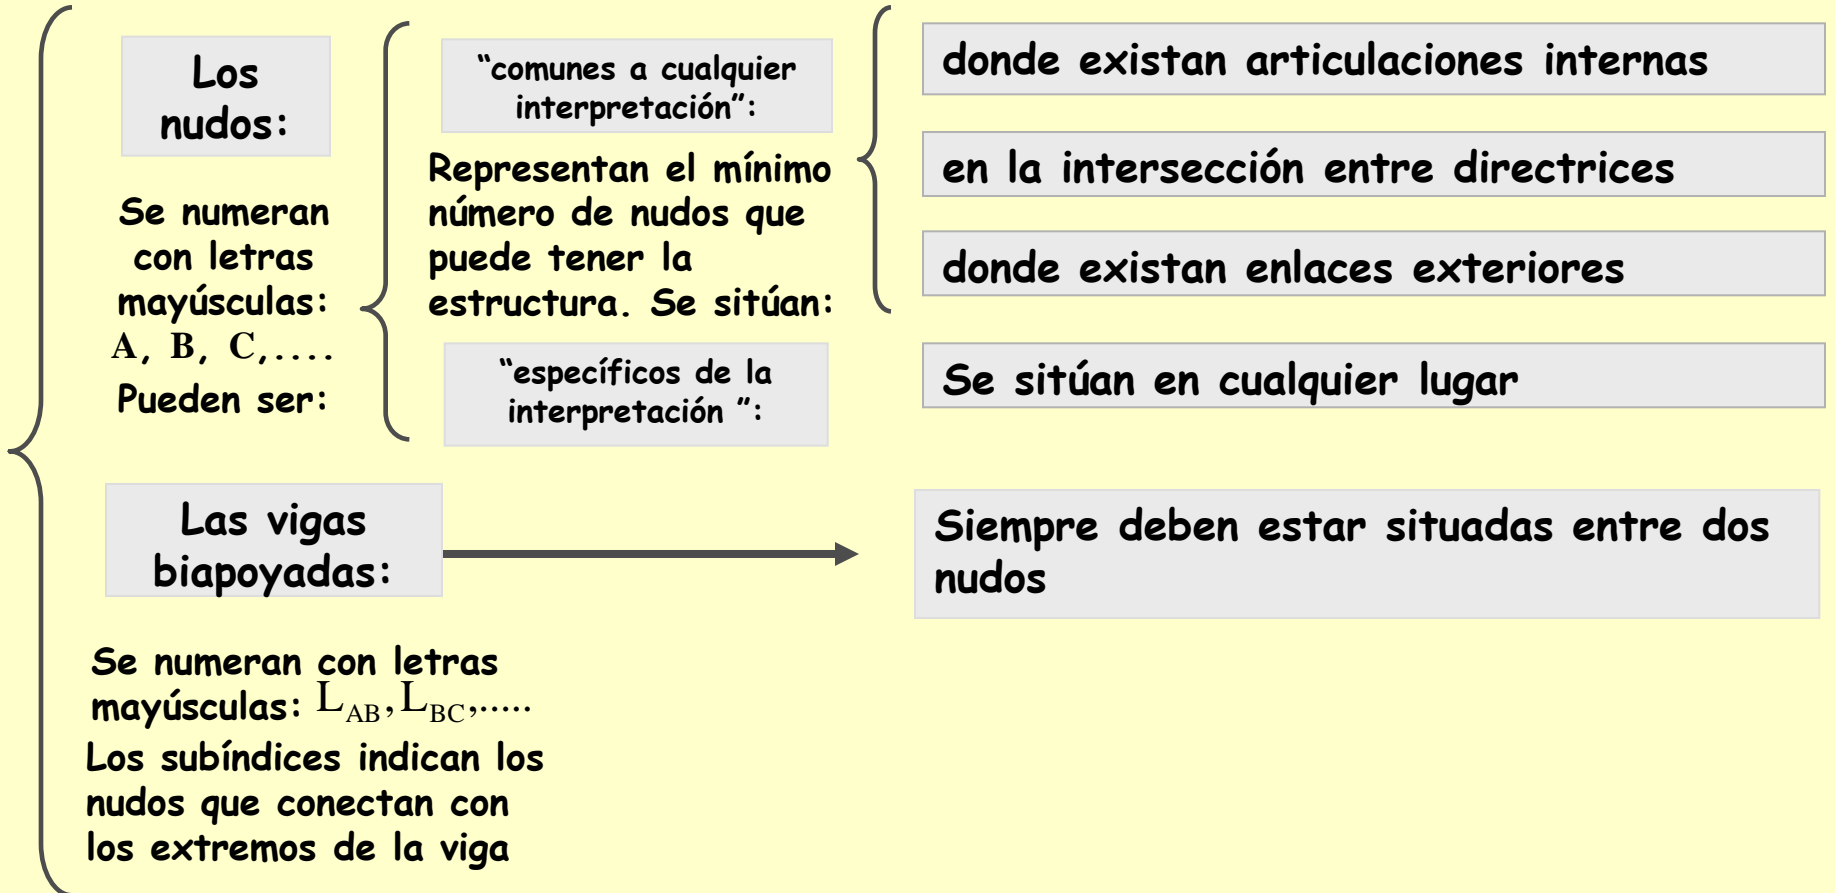 Los
nudos:
Se numeran
con letras
mayúsculas:
A, B, C,....
Pueden ser:
“comunes a cualquier
interpretación”:
Representan el mínimo
número de nudos que
puede tener la
estructura. Se sitúan:
donde existan articulaciones internas
en la intersección entre directrices
donde existan enlaces exteriores
“específicos de la
interpretación ”:
Se sitúan en cualquier lugar
Las vigas
biapoyadas:
Siempre deben estar situadas entre dos
nudos
Se numeran con letras
mayúsculas: L_AB, L_BC,.....
Los subíndices indican los
nudos que conectan con
los extremos de la viga